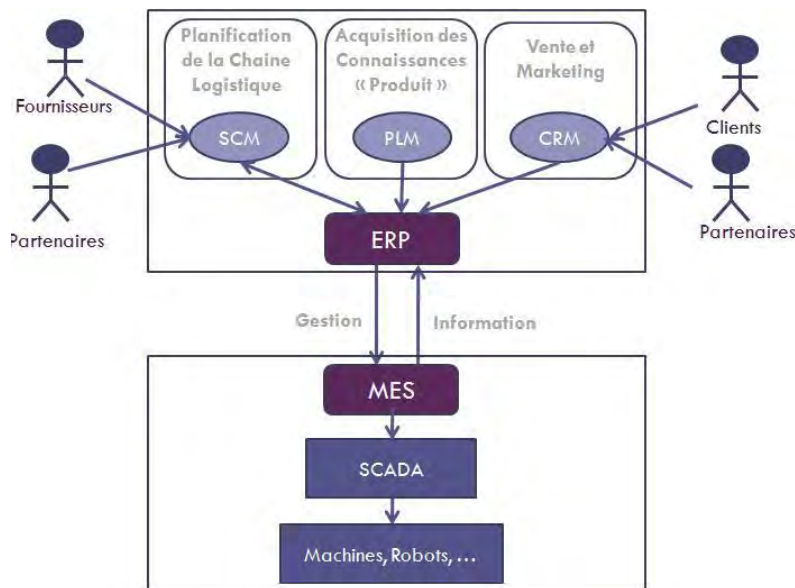 Planification
de la Chaine
Logistique
Acquisition des
Connaissances
« Produit »
Vente et
Marketing
Fournisseurs
SCM
PLM
CRM
Clients
Partenaires
ERP
Partenaires
Gestion
Information
MES
SCADA
Machines, Robots, ...